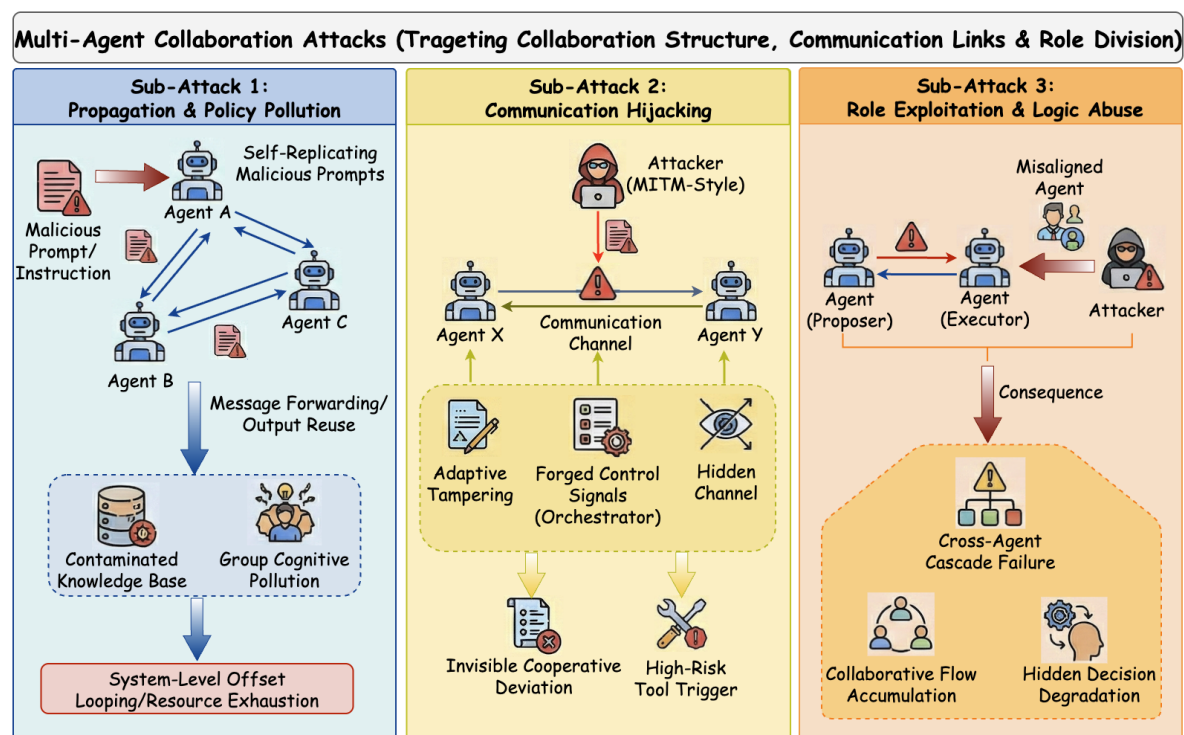 Multi-Agent Collaboration Attacks (Trageting Collaboration Structure, Communication Links & Role Division)
Sub-Attack 1:
Propagation & Policy Pollution
Self-Replicating
Malicious Prompts
Agent A
Malicious
Prompt/
Instruction
Agent C
Agent B
Message Forwarding/
Output Reuse
Contaminated
Knowledge Base
Group Cognitive
Pollution
System-Level Offset
Looping/Resource Exhaustion
Sub-Attack 2:
Communication Hijacking
Attacker
(MITM-Style)
Agent X
Communication
Channel
Agent Y
Adaptive
Tampering
Forged Control
Signals
(Orchestrator)
Hidden
Channel
Invisible Cooperative
Deviation
High-Risk
Tool Trigger
Sub-Attack 3:
Role Exploitation & Logic Abuse
Misaligned
Agent
Agent
(Proposer)
Agent
(Executor)
Attacker
Consequence
Cross-Agent
Cascade Failure
Collaborative Flow
Accumulation
Hidden Decision
Degradation